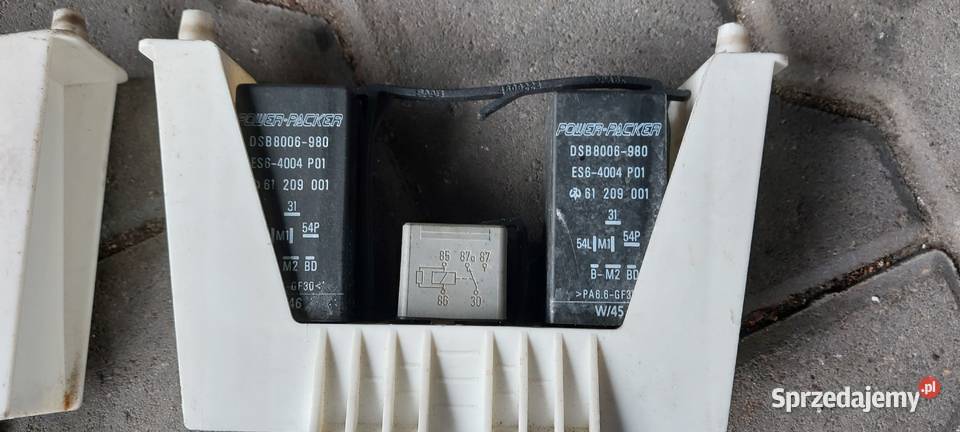 POWER-PACKER
DSB8006-980
ES6-4004 P01
61 209 001
31
54P
M1
M2 BD
-GF30<
46
85 87a 87
86 30
POWER-PACKER
DSB8006-980
ES6-4004 P01
61 209 001
31
54P
54L M1
B- M2 BD
>PA6.6-GF3
W/45
Sprzedajemy.pl